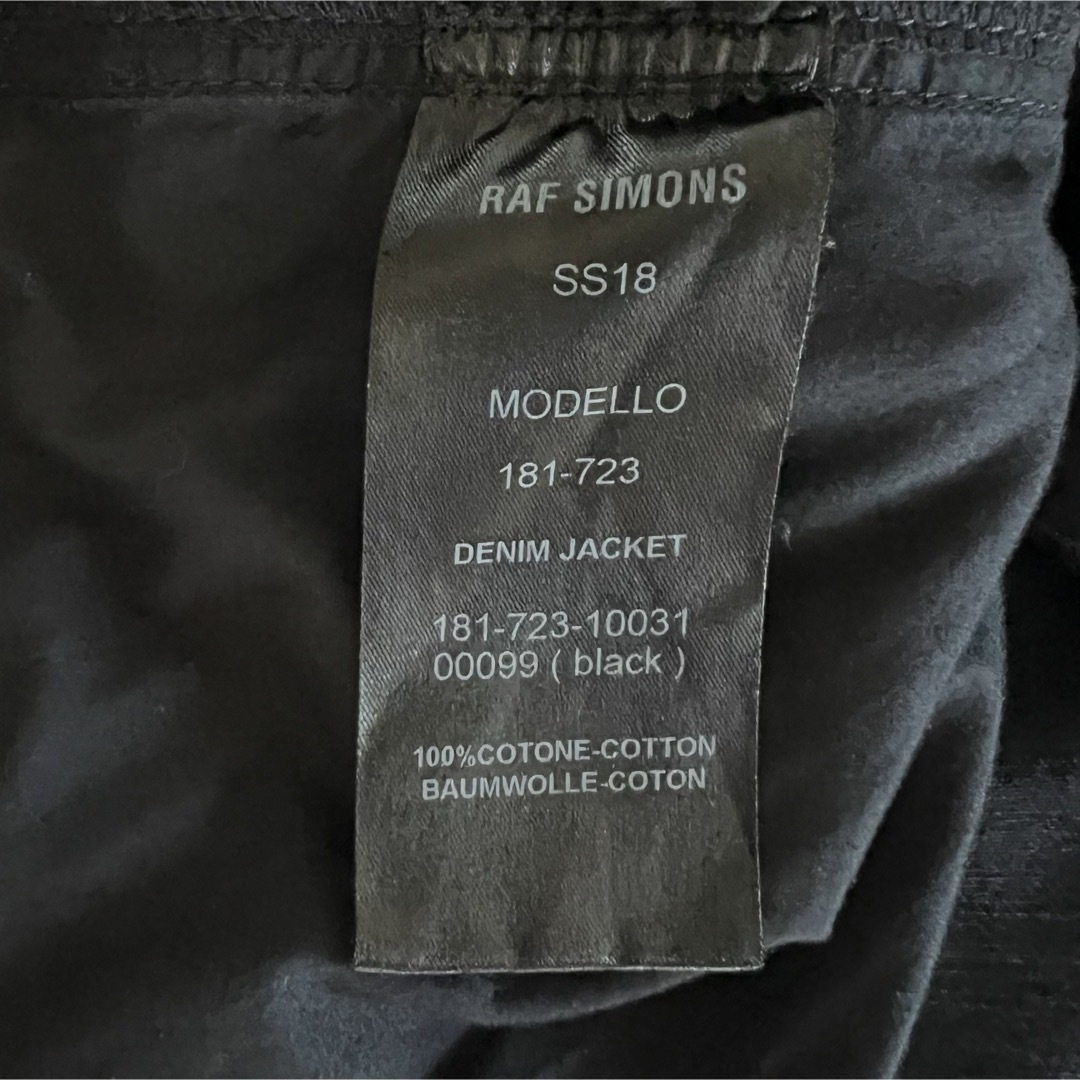 RAF SIMONS
SS18
MODELLO
181-723
DENIM JACKET
181-723-10031
00099 ( black )
100%COTONE-COTTON
BAUMWOLLE-COTON